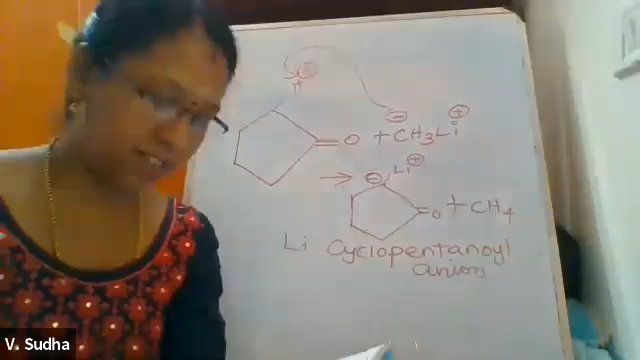 H
O + CH3Li
⊖ ⊕
→ ⊖ Li ⊕
O + CH4
Li Cyclopentanoyl
anion
V. Sudha